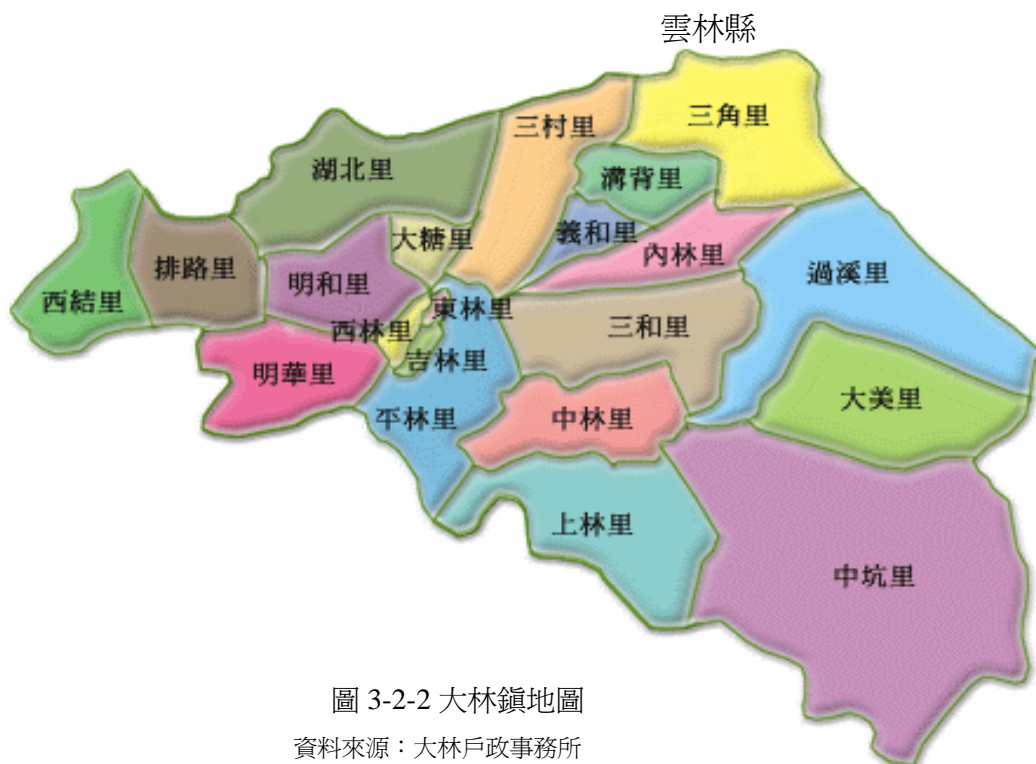 雲林縣
三村里
三角里
湖北里
溝背里
大糖里
義和里
內林里
排路里
明和里
過溪里
西結里
東林里
西林里
三和里
吉林里
明華里
大美里
平林里
中林里
上林里
中坑里
圖 3-2-2 大林鎮地圖
資料來源：大林戶政事務所